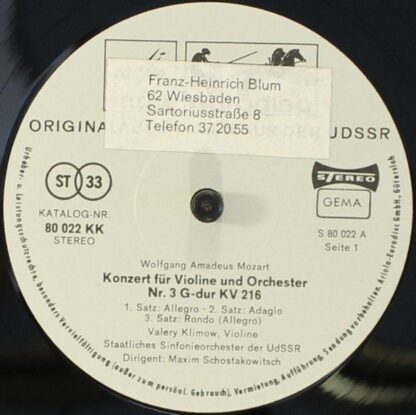 Franz-Heinrich Blum
62 Wiesbaden
Sartoriusstraße 8
Telefon 37 20 55
ORIGINA UDSSR
ST 33
STEREO
KATALOG-NR.
80 022 KK
STEREO
GEMA
S 80 022 A
Seite 1
Wolfgang Amadeus Mozart
Konzert für Violine und Orchester
Nr. 3 G-dur KV 216
1. Satz: Allegro · 2. Satz: Adagio
3. Satz: Rondo (Allegro)
Valery Klimow, Violine
Staatliches Sinfonieorchester der UdSSR
Dirigent: Maxim Schostakowitsch
Urheber- u. Leistungsschutzrechte, besonders Vervielfältigung (außer zum persönl. Gebrauch), Vermietung, Aufführung, Sendung vorbehalten. Ariola-Eurodisc GmbH., Gütersloh